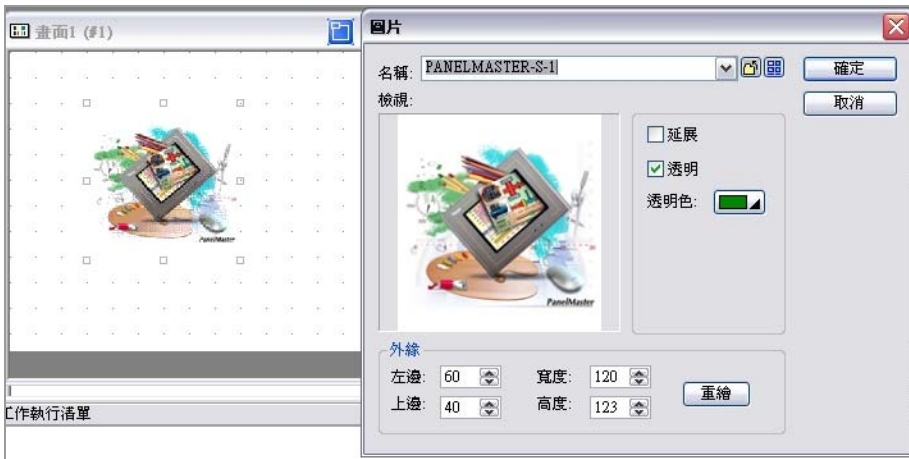 畫面1 (#1)
PanelMaster
工作執行清單
圖片
名稱: PANELMASTER-S-1
確定
取消
檢視:
PanelMaster
延展
透明
透明色:
外緣
左邊: 60
寬度: 120
上邊: 40
高度: 123
重繪